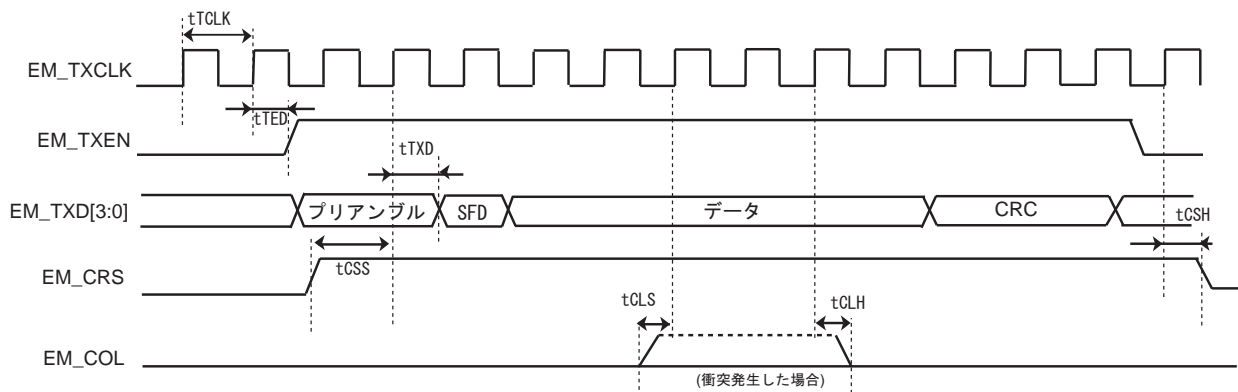 tTCLK
EM_TXCLK
tTED
EM_TXEN
tTXD
EM_TXD[3:0]
プリアンブル
SFD
データ
CRC
tCSH
tCSS
EM_CRS
tCLS
tCLH
EM_COL
(衝突発生した場合)